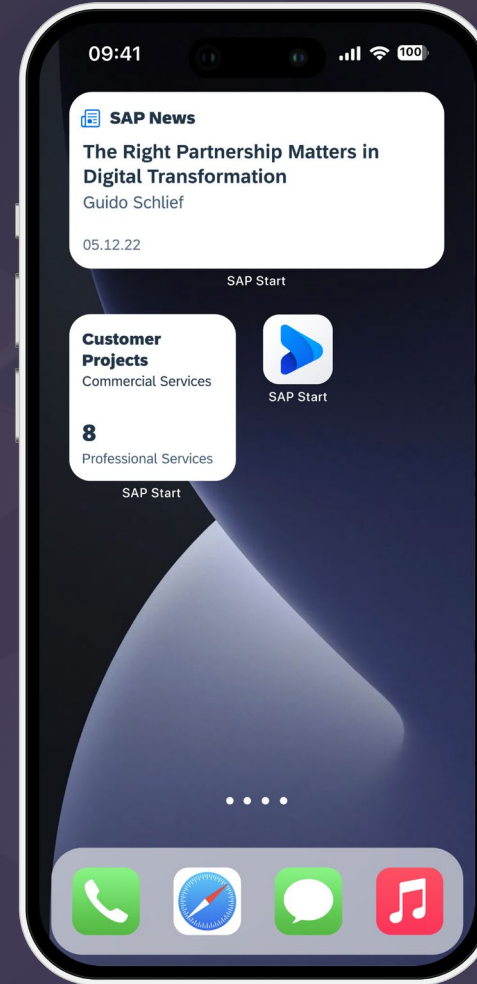 09:41
100
SAP News
The Right Partnership Matters in
Digital Transformation
Guido Schlief
05.12.22
SAP Start
Customer
Projects
Commercial Services
8
Professional Services
SAP Start
SAP Start